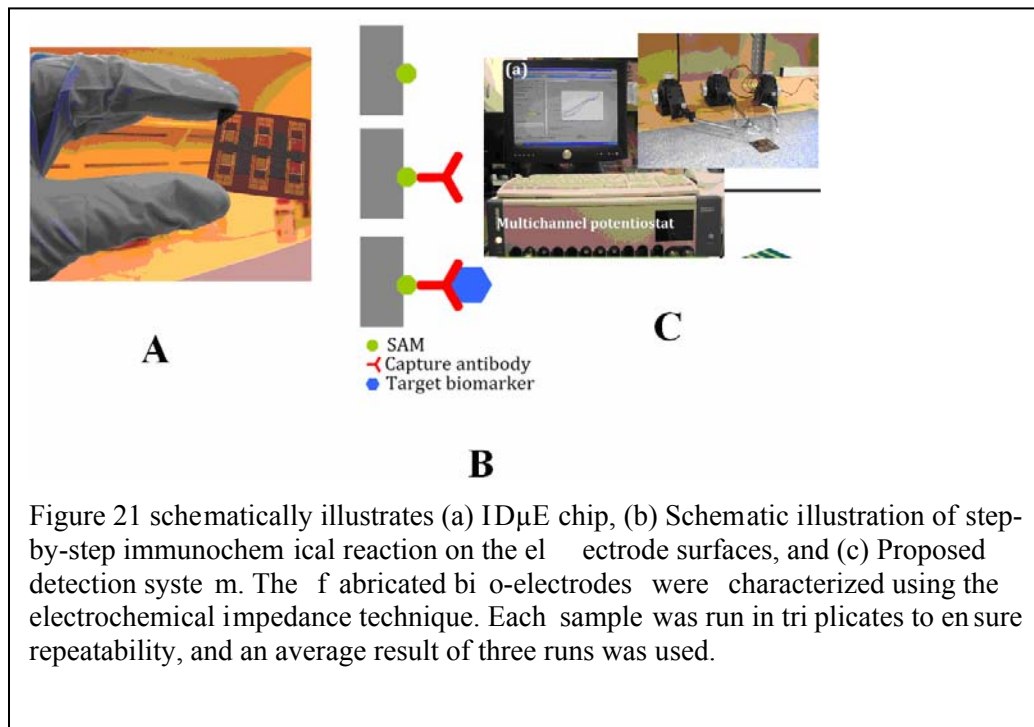 (a)
Multichannel potentiostat
A
SAM
Capture antibody
Target biomarker
B
C
Figure 21 schematically illustrates (a) IDµE chip, (b) Schematic illustration of step-
by-step immunochem ical reaction on the el ectrode surfaces, and (c) Proposed
detection syste m. The f abricated bi o-electrodes were characterized using the
electrochemical impedance technique. Each sample was run in tri plicates to en sure
repeatability, and an average result of three runs was used.